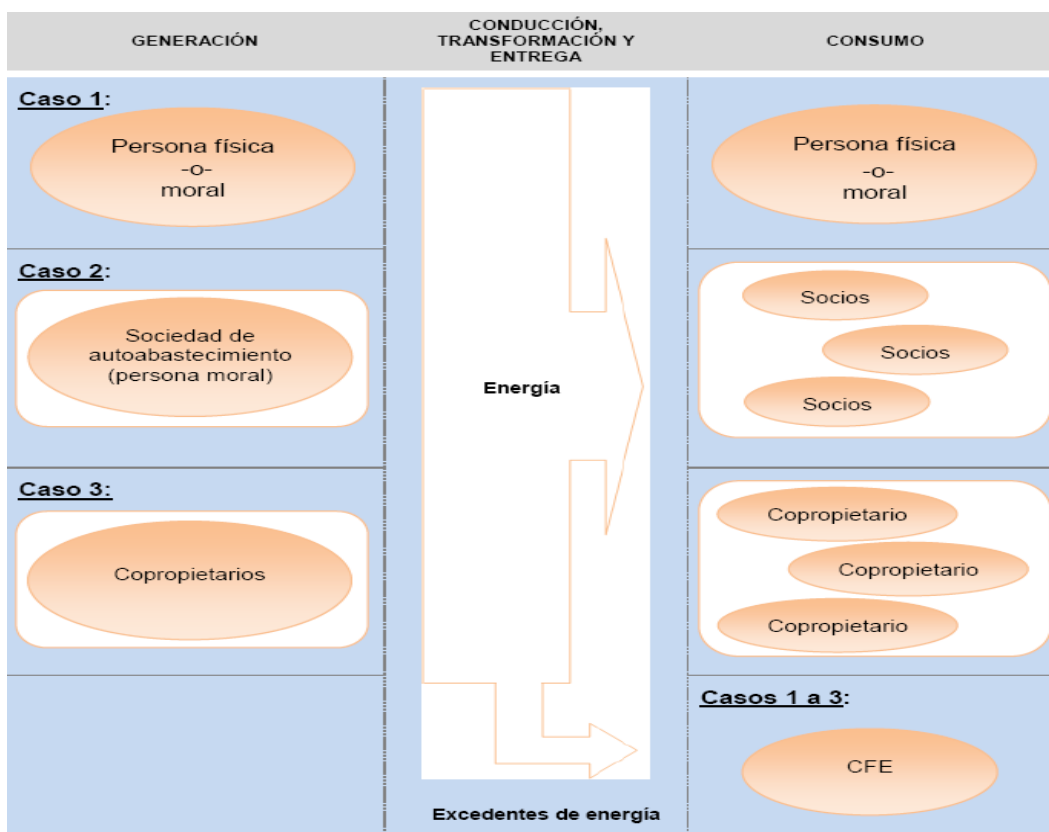 GENERACIÓN
CONDUCCIÓN,
TRANSFORMACIÓN Y
ENTREGA
CONSUMO
Caso 1:
Persona física
-o-
moral
Persona física
-o-
moral
Caso 2:
Sociedad de
autoabastecimiento
(persona moral)
Energía
Socios
Socios
Socios
Caso 3:
Copropietarios
Copropietario
Copropietario
Copropietario
Casos 1 a 3:
CFE
Excedentes de energía